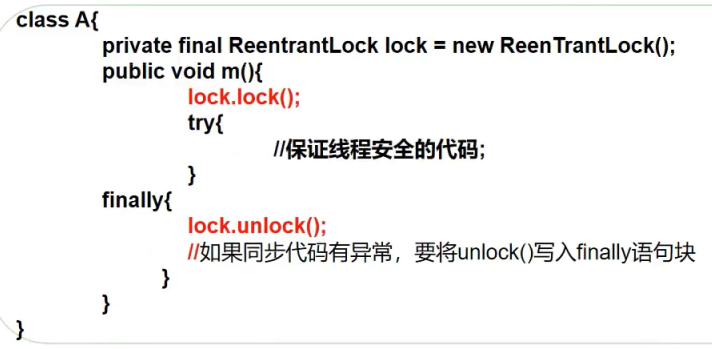 class A{
private final ReentrantLock lock = new ReenTrantLock();
public void m(){
lock.lock();
try{
//保证线程安全的代码;
}
finally{
lock.unlock();
//如果同步代码有异常，要将unlock()写入finally语句块
}
}
}